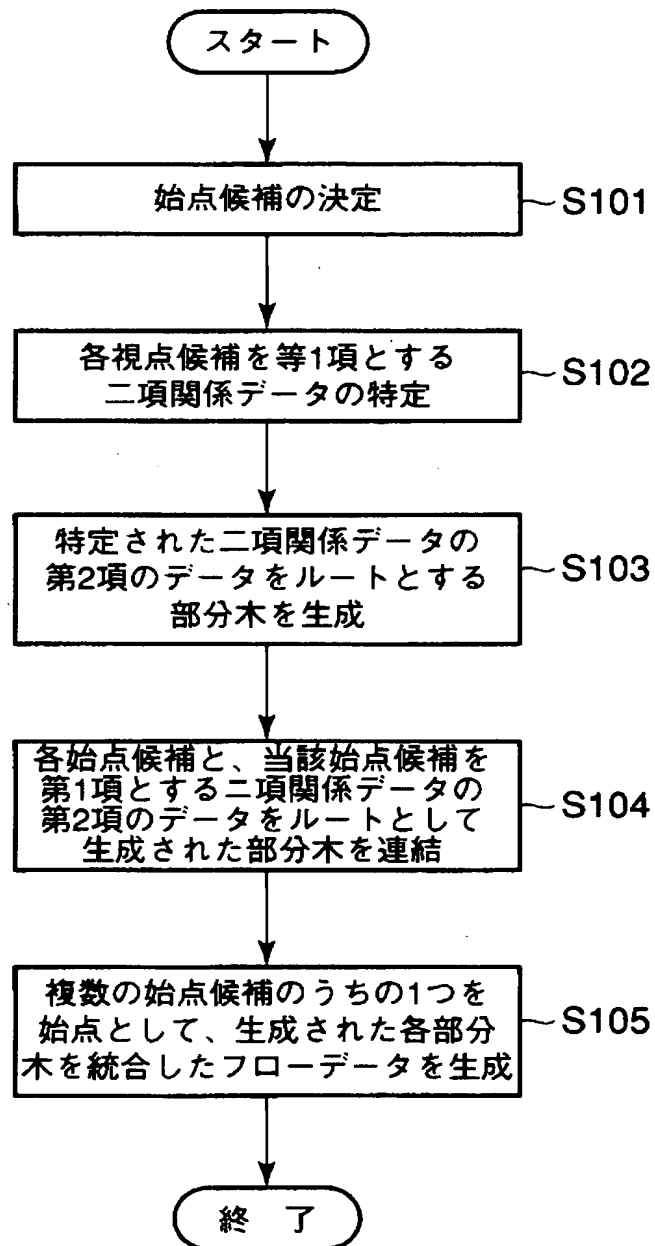 スタート
始点候補の決定
S101
各視点候補を等1項とする
二項関係データの特定
S102
特定された二項関係データの
第2項のデータをルートとする
部分木を生成
S103
各始点候補と、当該始点候補を
第1項とする二項関係データの
第2項のデータをルートとして
生成された部分木を連結
S104
複数の始点候補のうちの1つを
始点として、生成された各部分
木を統合したフローデータを生成
S105
終 了